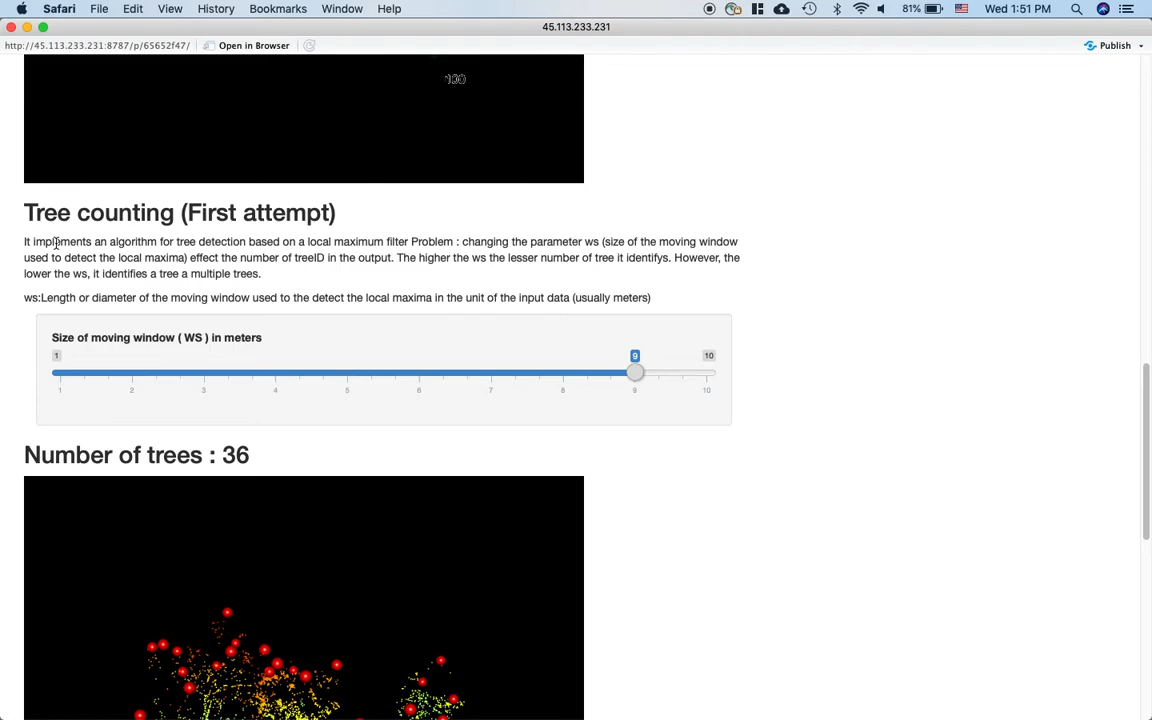 Safari File Edit View History Bookmarks Window Help 81% Wed 1:51 PM
45.113.233.231
http://45.113.233.231:8787/p/65652f47/ Open in Browser Publish
100
Tree counting (First attempt)
It implements an algorithm for tree detection based on a local maximum filter Problem : changing the parameter ws (size of the moving window
used to detect the local maxima) effect the number of treeID in the output. The higher the ws the lesser number of tree it identifys. However, the
lower the ws, it identifies a tree a multiple trees.
ws:Length or diameter of the moving window used to the detect the local maxima in the unit of the input data (usually meters)
Size of moving window ( WS ) in meters
1 9 10
1 2 3 4 5 6 7 8 9 10
Number of trees : 36